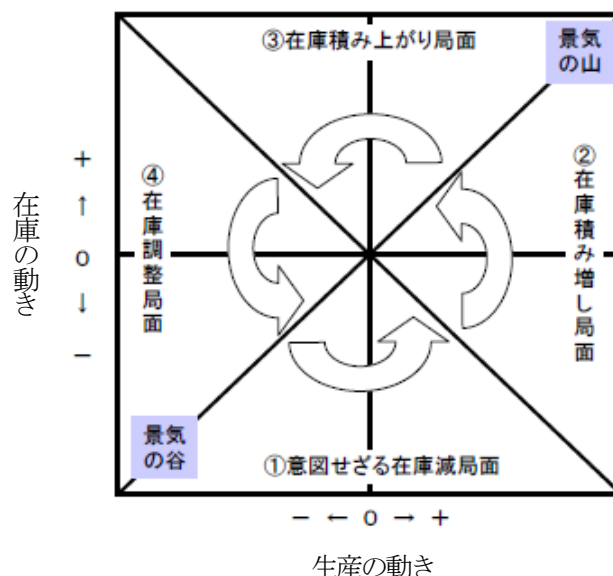 ③在庫積み上がり局面
景気
の山
+
↑
0
↓
−
在庫の動き
④在庫調整局面
②在庫積み増し局面
景気
の谷
①意図せざる在庫減局面
− ← 0 → +
生産の動き